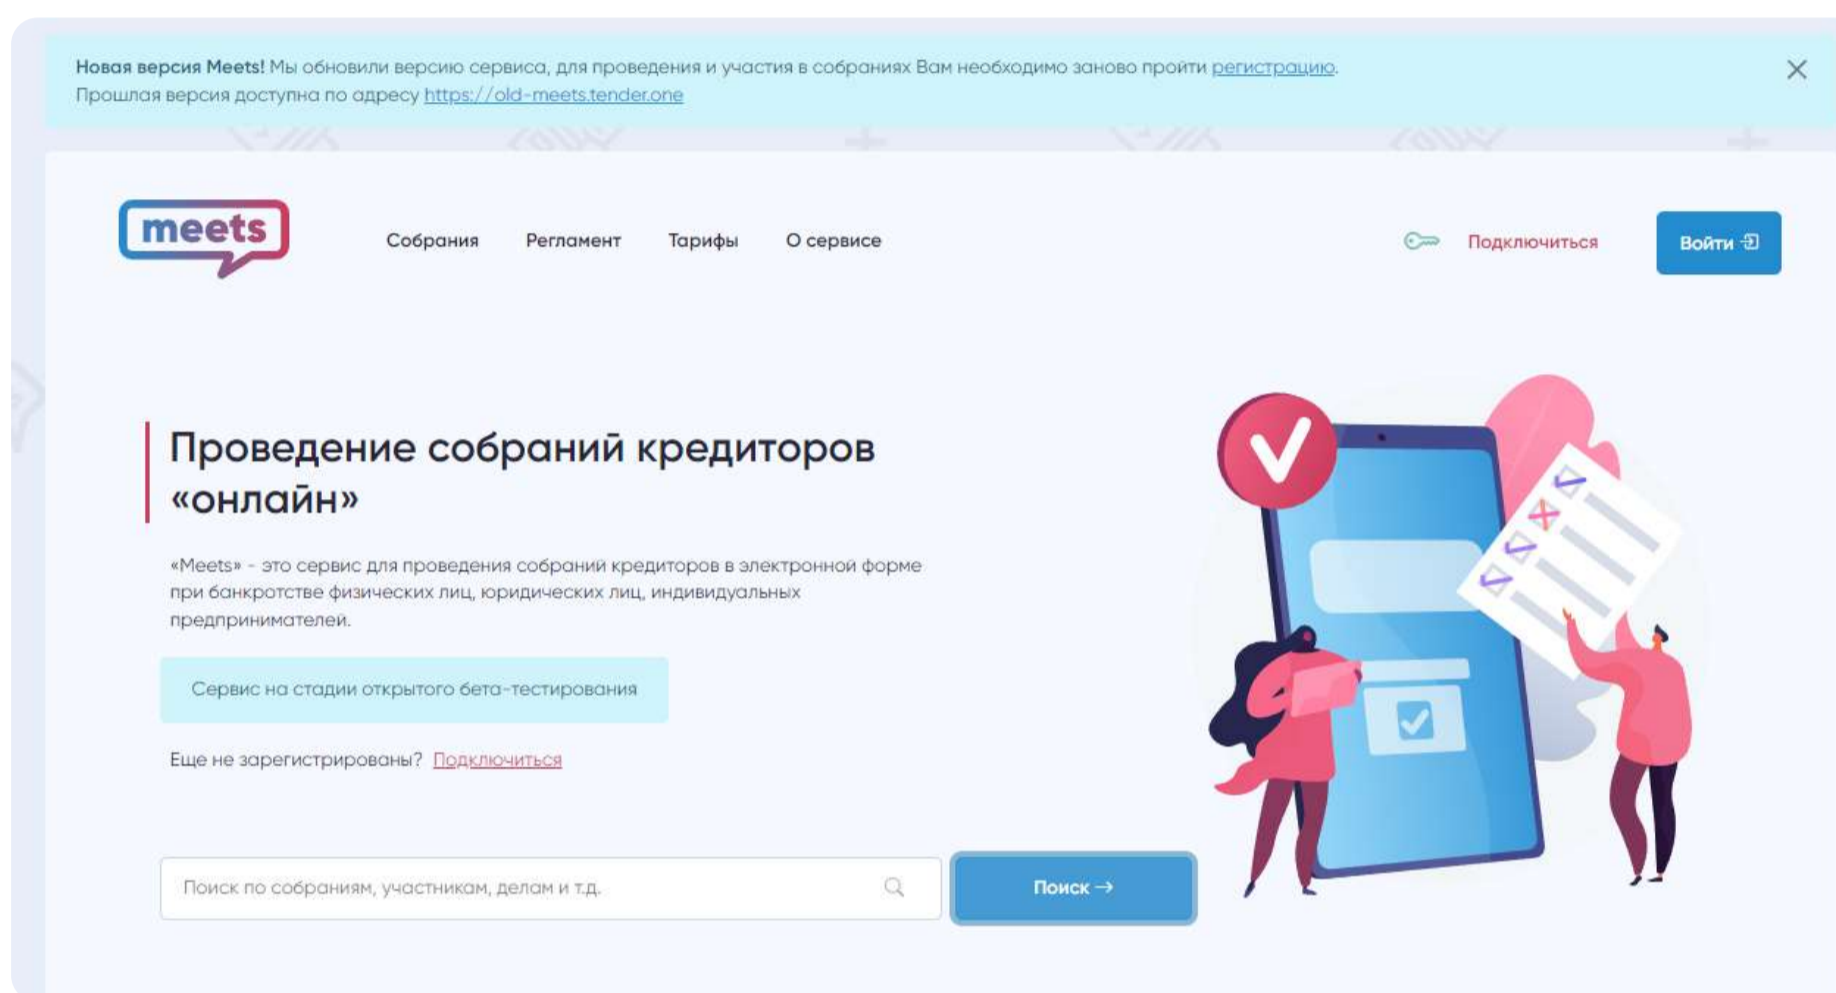 Новая версия Meets! Мы обновили версию сервиса, для проведения и участия в собраниях Вам необходимо заново пройти регистрацию.
Прошлая версия доступна по адресу https://old-meets.tender.one
meets
Собрания Регламент Тарифы О сервисе
Подключиться
Войти
Проведение собраний кредиторов
«онлайн»
«Meets» - это сервис для проведения собраний кредиторов в электронной форме
при банкротстве физических лиц, юридических лиц, индивидуальных
предпринимателей.
Сервис на стадии открытого бета-тестирования
Еще не зарегистрированы? Подключиться
Поиск по собраниям, участникам, делам и т.д.
Поиск →